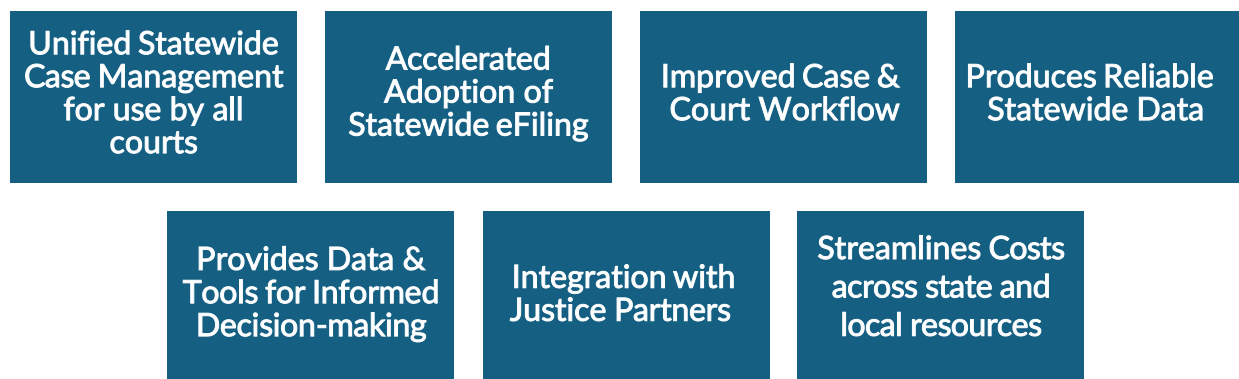 Unified Statewide
Case Management
for use by all
courts
Accelerated
Adoption of
Statewide eFiling
Improved Case &
Court Workflow
Produces Reliable
Statewide Data
Provides Data &
Tools for Informed
Decision-making
Integration with
Justice Partners
Streamlines Costs
across state and
local resources